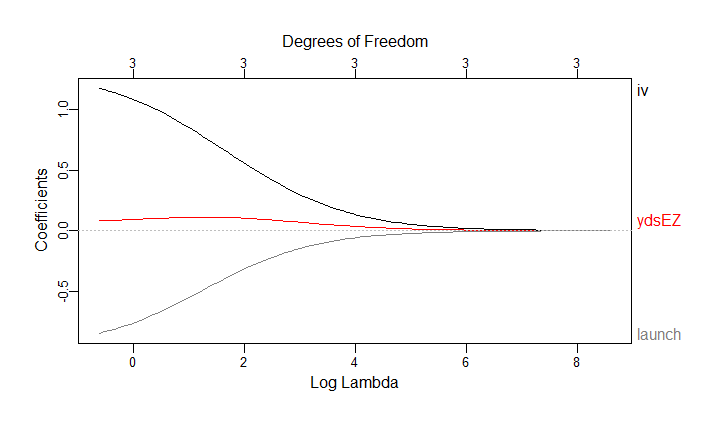 Degrees of Freedom
3 3 3 3 3
iv
1.0
0.5
ydsEZ
0.0
Coefficients
-0.5
launch
0 2 4 6 8
Log Lambda